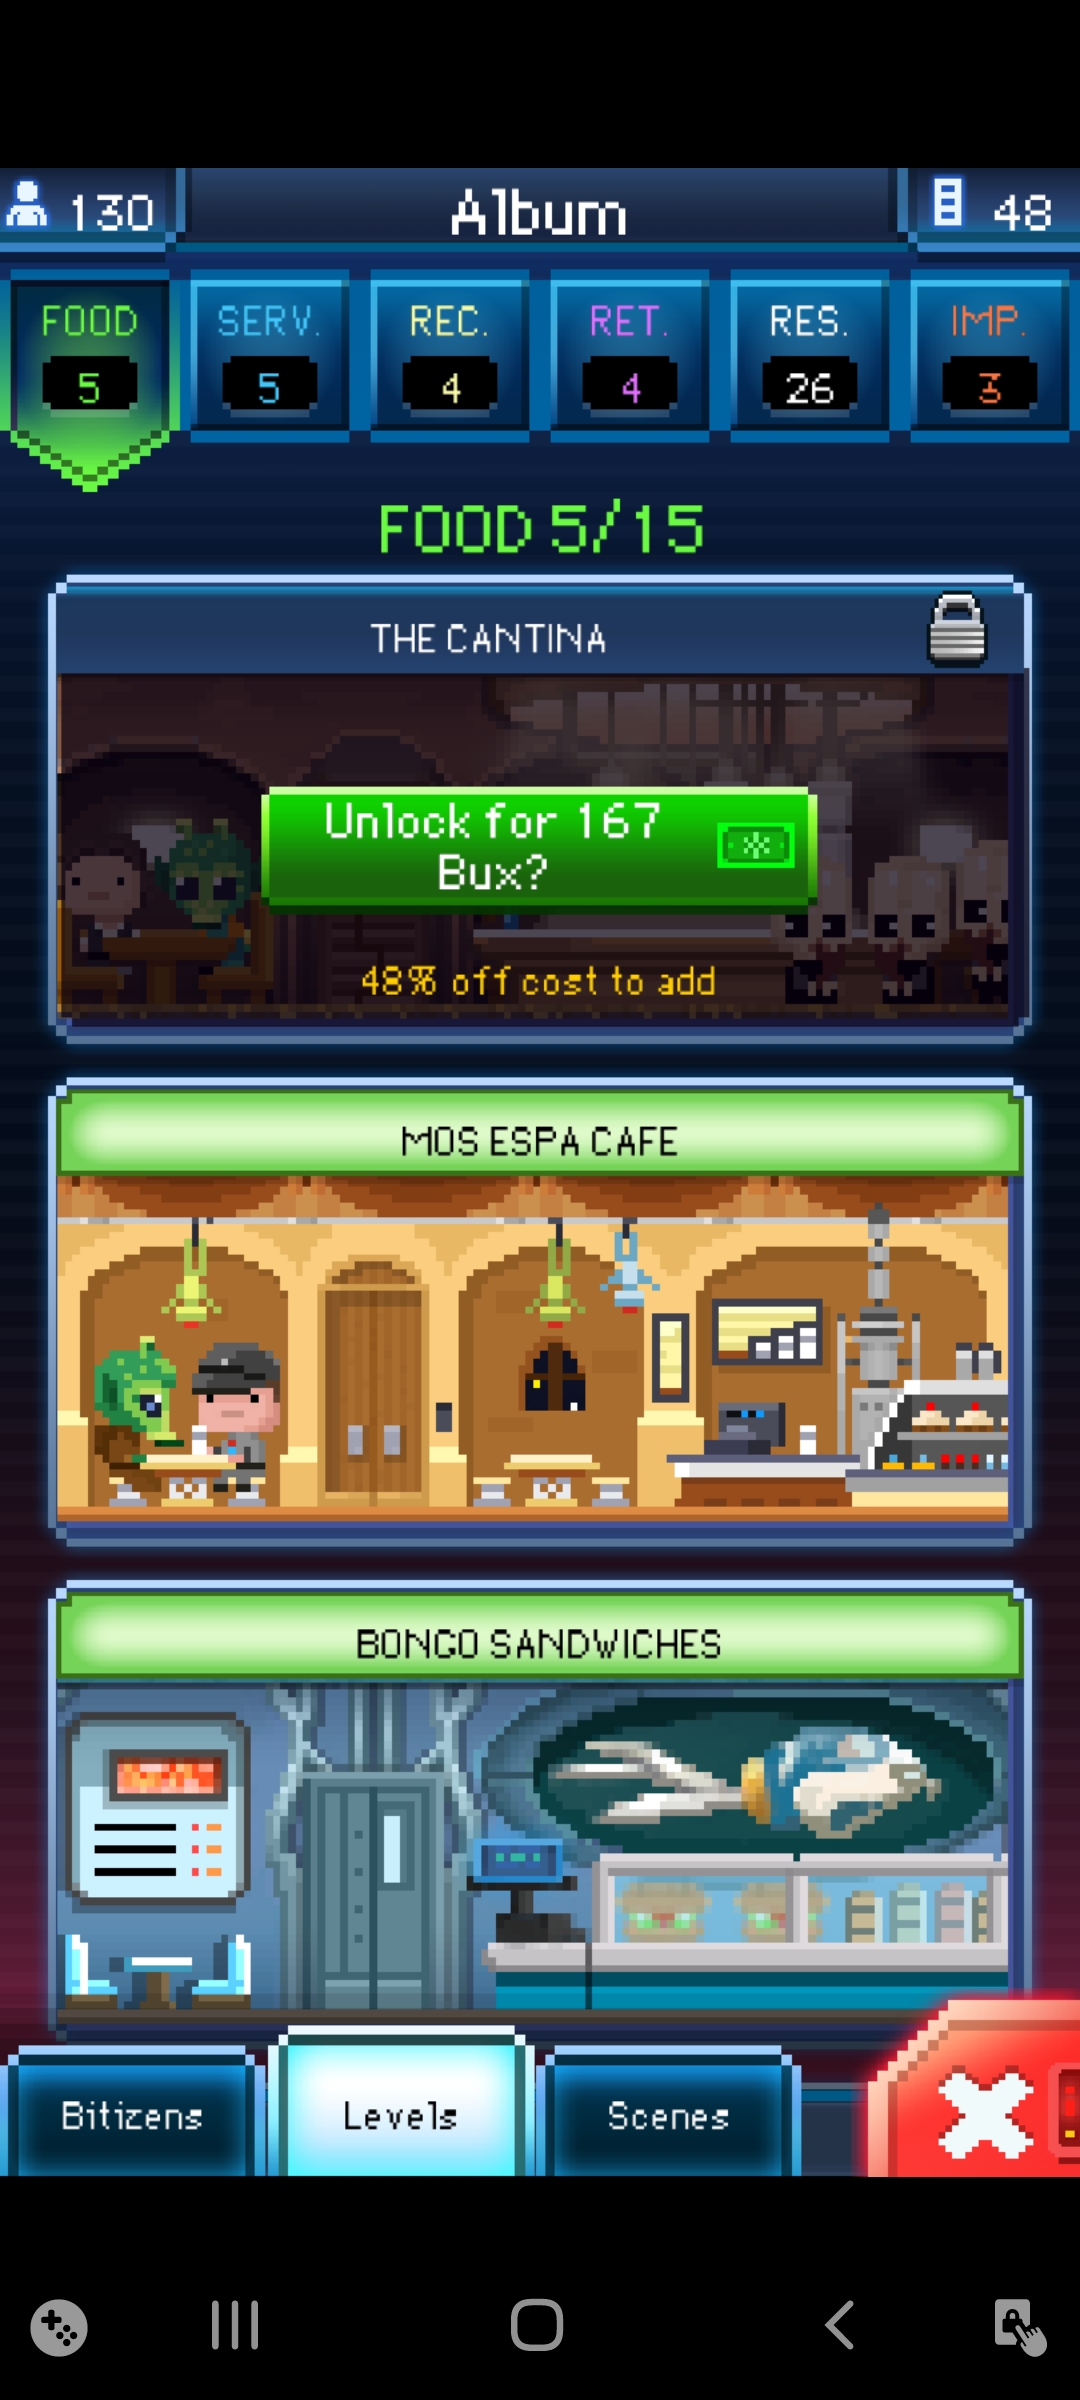 130
Album
48
FOOD
SERV.
REC.
RET.
RES.
IMP.
5
5
4
4
26
3
FOOD 5/15
THE CANTINA
Unlock for 167
Bux?
48% off cost to add
MOS ESPA CAFE
BONGO SANDWICHES
Bitizens
Levels
Scenes